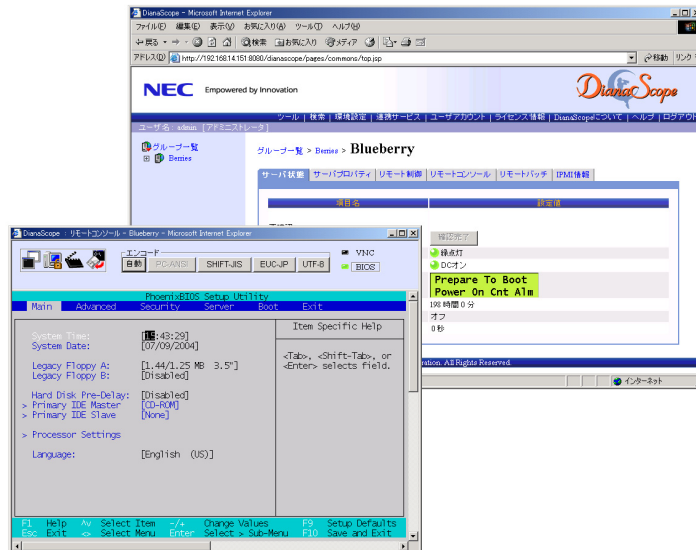 DianaScope - Microsoft Internet Explorer
ファイル(F) 編集(E) 表示(V) お気に入り(A) ツール(T) ヘルプ(H)
戻る 検索 お気に入り メディア
アドレス(D) http://192.168.14.151:8080/dianascope/pages/commons/top.jsp 移動 リンク
NEC Empowered by Innovation DianaScope
ツール | 検索 | 環境設定 | 連携サービス | ユーザアカウント | ライセンス情報 | DianaScopeについて | ヘルプ | ログアウト
ユーザ名: admin [アドミニストレータ]
グループ一覧
Berries
グループ一覧 > Berries > Blueberry
サーバ状態 サーバプロパティ リモート制御 リモートコンソール リモートバッチ IPMI情報
項目名 設定値
確認完了
緑点灯
DCオン
Prepare To Boot
Power On Cnt Alm
198 時間 0 分
オフ
0 秒
ration. All Rights Reserved.
インターネット
DianaScope : リモートコンソール - Blueberry - Microsoft Internet Explorer
エンコード
自動 PC-ANSI SHIFT-JIS EUC-JP UTF-8
VNC
BIOS
PhoenixBIOS Setup Utility
Main Advanced Security Server Boot Exit
Item Specific Help
System Time: :43:29]
System Date: [07/09/2004]
<Tab>, <Shift-Tab>, or
<Enter> selects field.
Legacy Floppy A: [1.44/1.25 MB 3.5"]
Legacy Floppy B: [Disabled]
Hard Disk Pre-Delay: [Disabled]
> Primary IDE Master [CD-ROM]
> Primary IDE Slave [None]
> Processor Settings
Language: [English (US)]
F1 Help ^v Select Item -/+ Change Values F9 Setup Defaults
Esc Exit <> Select Menu Enter Select > Sub-Menu F10 Save and Exit